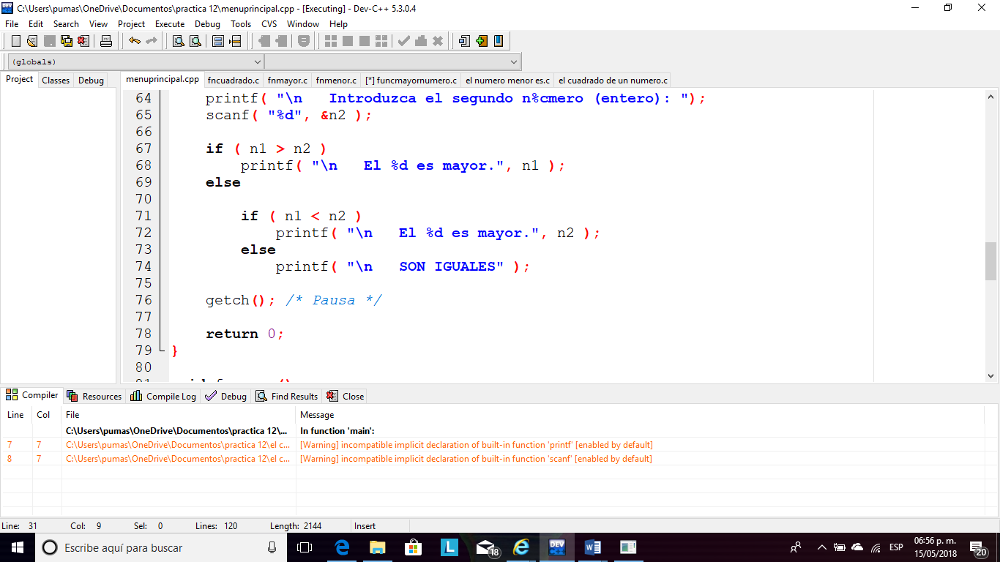 C:\Users\pumas\OneDrive\Documentos\practica 12\menuprincipal.cpp - [Executing] - Dev-C++ 5.3.0.4
File Edit Search View Project Execute Debug Tools CVS Window Help
(globals)
Project Classes Debug
menuprincipal.cpp fncuadrado.c fnmayor.c fnmenor.c [*] funcmayornumero.c el numero menor es.c el cuadrado de un numero.c
64 printf( "\n   Introduzca el segundo n%cmero (entero): ");
65 scanf( "%d", &n2 );
66
67 if ( n1 > n2 )
68 printf( "\n   El %d es mayor.", n1 );
69 else
70
71 if ( n1 < n2 )
72 printf( "\n   El %d es mayor.", n2 );
73 else
74 printf( "\n   SON IGUALES" );
75
76 getch(); /* Pausa */
77
78 return 0;
79 }
80
Compiler Resources Compile Log Debug Find Results Close
Line Col File Message
C:\Users\pumas\OneDrive\Documentos\practica 12\... In function 'main':
7 7 C:\Users\pumas\OneDrive\Documentos\practica 12\el c... [Warning] incompatible implicit declaration of built-in function 'printf' [enabled by default]
8 7 C:\Users\pumas\OneDrive\Documentos\practica 12\el c... [Warning] incompatible implicit declaration of built-in function 'scanf' [enabled by default]
Line: 31 Col: 9 Sel: 0 Lines: 120 Length: 2144 Insert
Escribe aquí para buscar
L
18
DEV
ESP
06:56 p. m.
15/05/2018
20